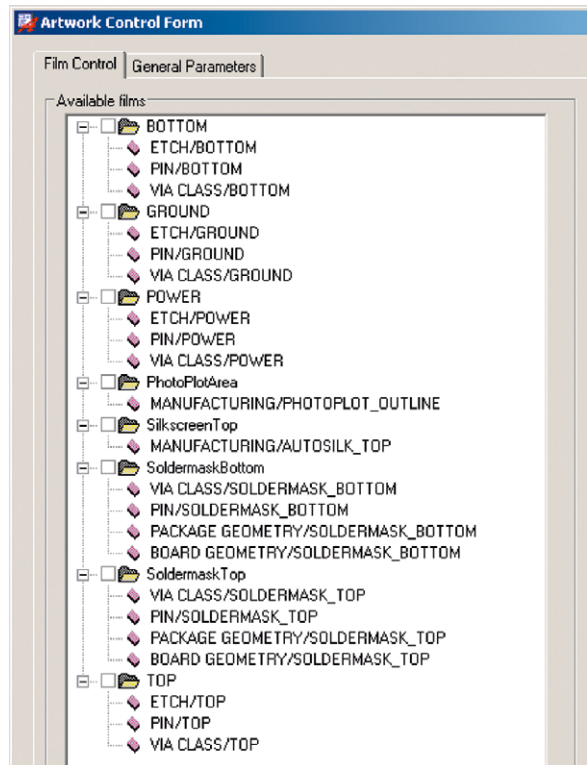 Artwork Control Form
Film Control General Parameters
Available films
BOTTOM
ETCH/BOTTOM
PIN/BOTTOM
VIA CLASS/BOTTOM
GROUND
ETCH/GROUND
PIN/GROUND
VIA CLASS/GROUND
POWER
ETCH/POWER
PIN/POWER
VIA CLASS/POWER
PhotoPlotArea
MANUFACTURING/PHOTOPLOT_OUTLINE
SilkscreenTop
MANUFACTURING/AUTOSILK_TOP
SoldermaskBottom
VIA CLASS/SOLDERMASK_BOTTOM
PIN/SOLDERMASK_BOTTOM
PACKAGE GEOMETRY/SOLDERMASK_BOTTOM
BOARD GEOMETRY/SOLDERMASK_BOTTOM
SoldermaskTop
VIA CLASS/SOLDERMASK_TOP
PIN/SOLDERMASK_TOP
PACKAGE GEOMETRY/SOLDERMASK_TOP
BOARD GEOMETRY/SOLDERMASK_TOP
TOP
ETCH/TOP
PIN/TOP
VIA CLASS/TOP